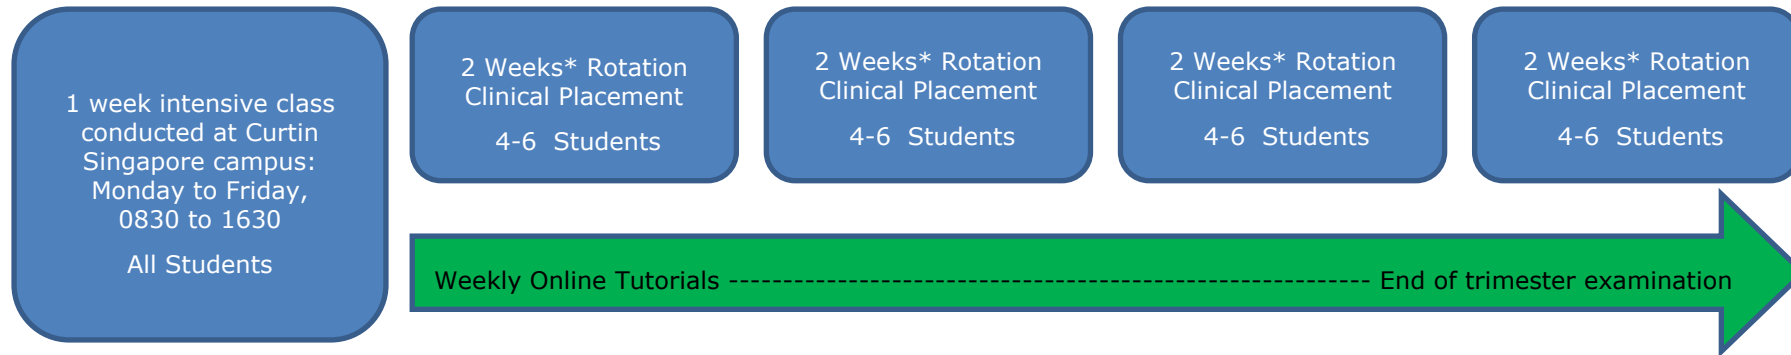 1 week intensive class
conducted at Curtin
Singapore campus:
Monday to Friday,
0830 to 1630
All Students
2 Weeks* Rotation
Clinical Placement
4-6 Students
2 Weeks* Rotation
Clinical Placement
4-6 Students
2 Weeks* Rotation
Clinical Placement
4-6 Students
2 Weeks* Rotation
Clinical Placement
4-6 Students
Weekly Online Tutorials ----------------------------------------------------------- End of trimester examination